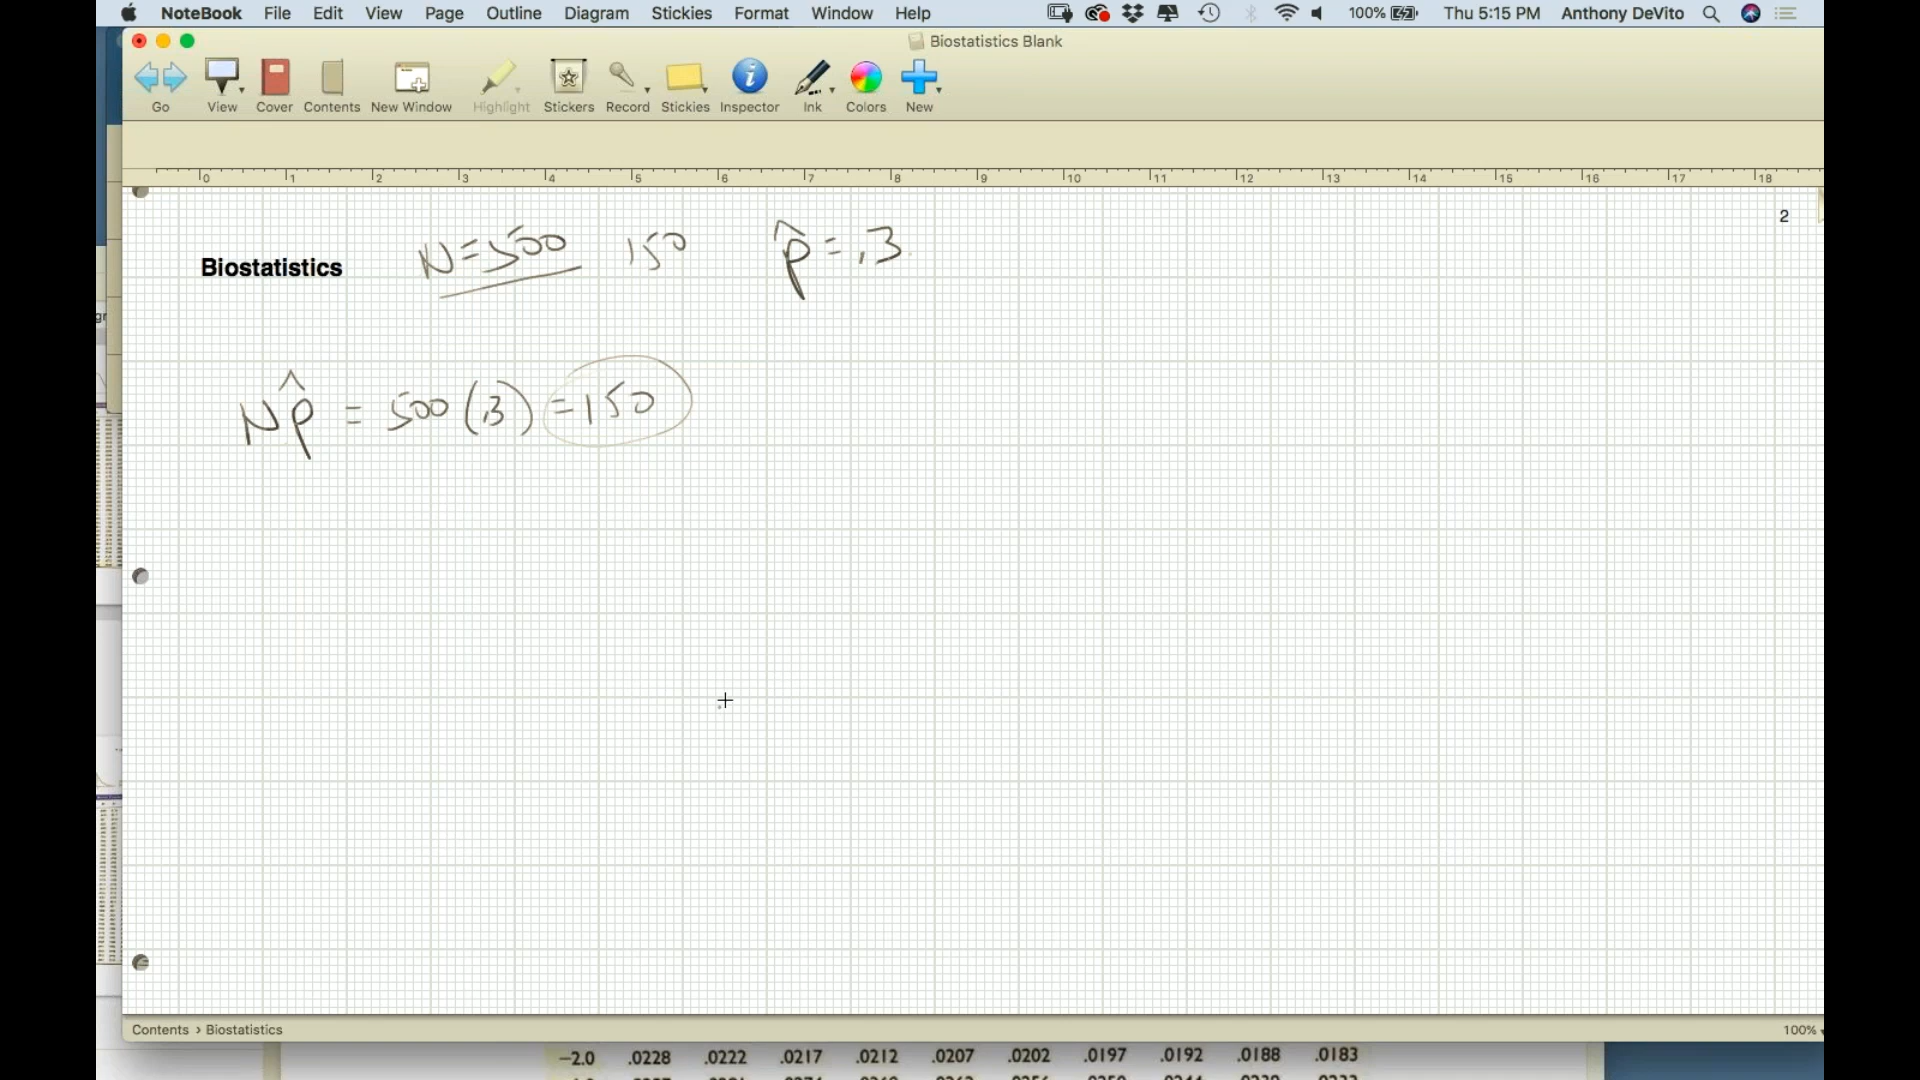 NoteBook File Edit View Page Outline Diagram Stickies Format Window Help 100% Thu 5:15 PM Anthony DeVito
Biostatistics Blank
Go View Cover Contents New Window Highlight Stickers Record Stickies Inspector Ink Colors New
0 1 2 3 4 5 6 7 8 9 10 11 12 13 14 15 16 17 18
2
Biostatistics N=500 150 p̂=.3
Np̂ = 500(.3)=150
Contents › Biostatistics 100%
−2.0 .0228 .0222 .0217 .0212 .0207 .0202 .0197 .0192 .0188 .0183